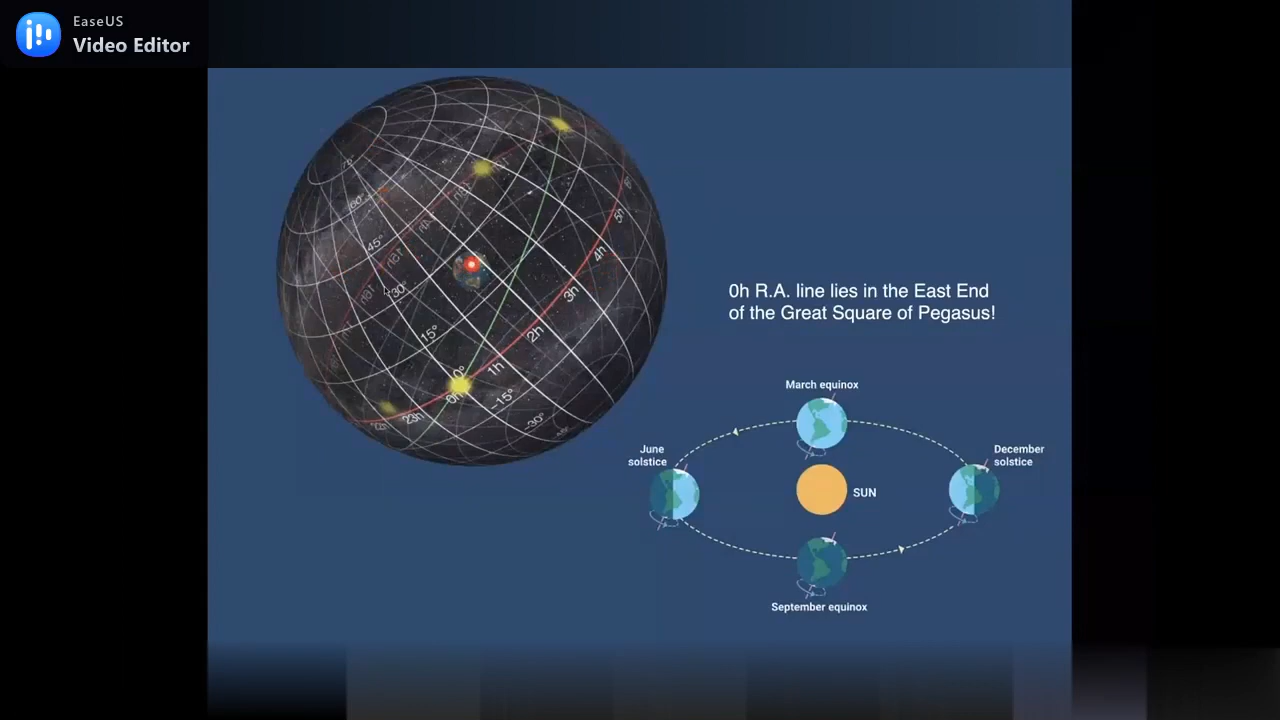 EaseUS
Video Editor
75°
60°
45°
30°
15°
0°
-15°
-30°
0h
1h
2h
3h
4h
5h
23h
0h R.A. line lies in the East End
of the Great Square of Pegasus!
March equinox
June
solstice
December
solstice
SUN
September equinox